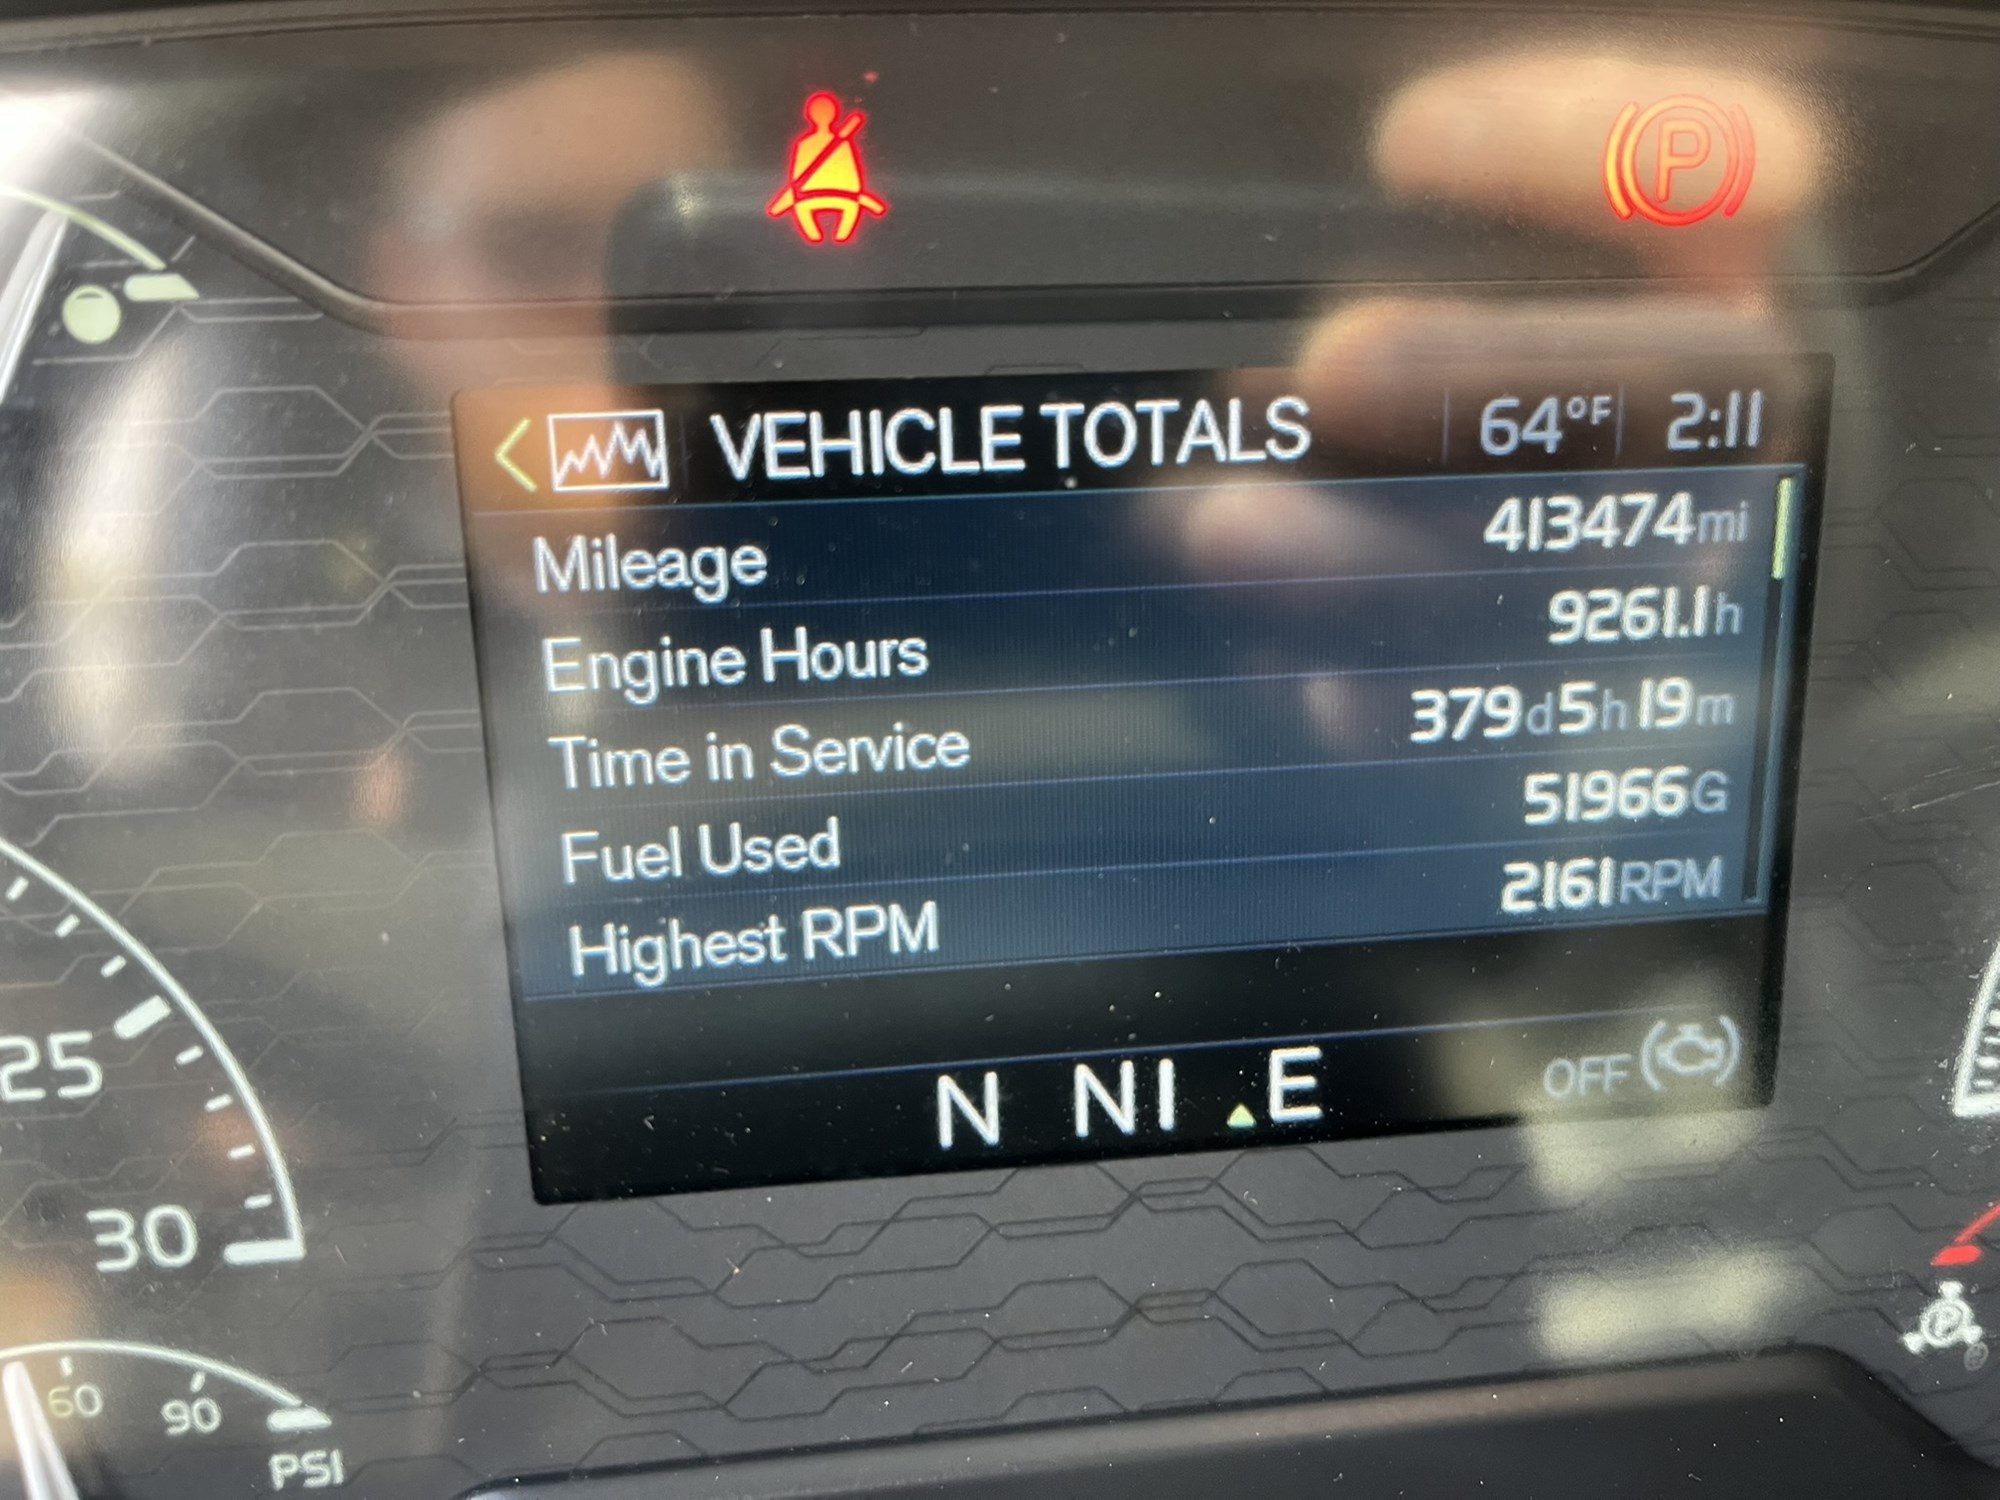 VEHICLE TOTALS 64°F 2:11
Mileage 413474mi
Engine Hours 9261.1h
Time in Service 379d5h19m
Fuel Used 51966G
Highest RPM 2161RPM
N NI E OFF
25
30
60 90
PSI
P
P